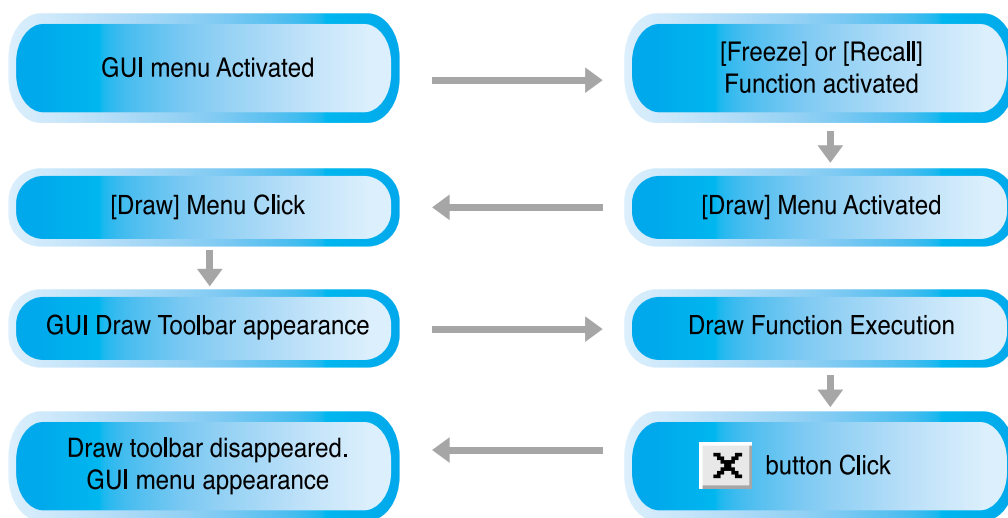 GUI menu Activated
[Freeze] or [Recall]
Function activated
[Draw] Menu Activated
[Draw] Menu Click
GUI Draw Toolbar appearance
Draw Function Execution
button Click
Draw toolbar disappeared.
GUI menu appearance